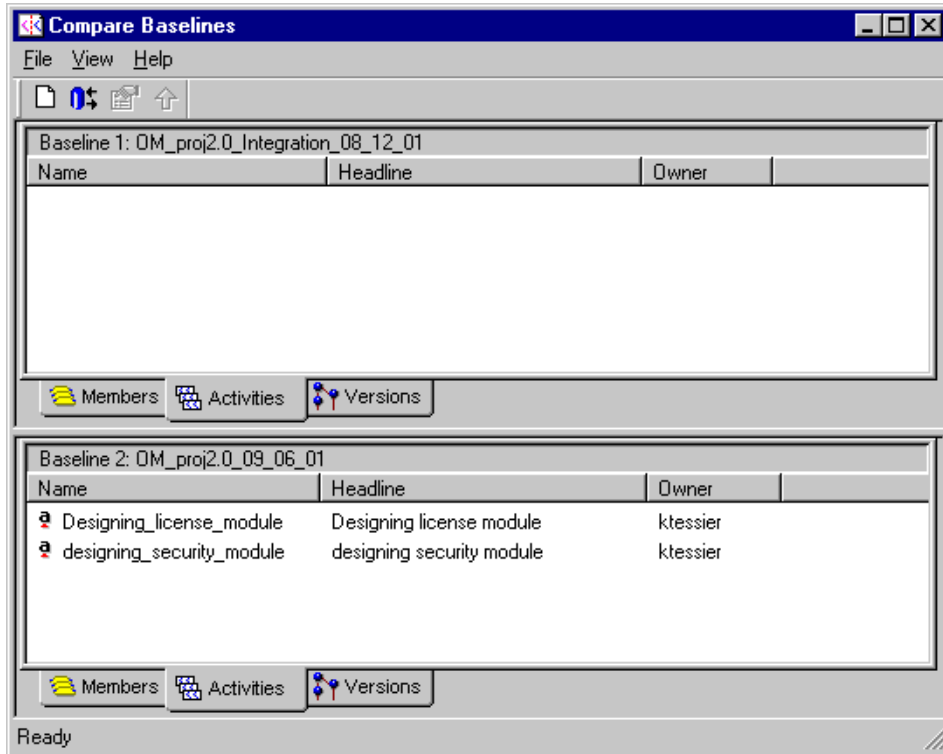 Compare Baselines
File View Help
Baseline 1: OM_proj2.0_Integration_08_12_01
Name Headline Owner
Members Activities Versions
Baseline 2: OM_proj2.0_09_06_01
Name Headline Owner
a Designing_license_module Designing license module ktessier
a designing_security_module designing security module ktessier
Members Activities Versions
Ready